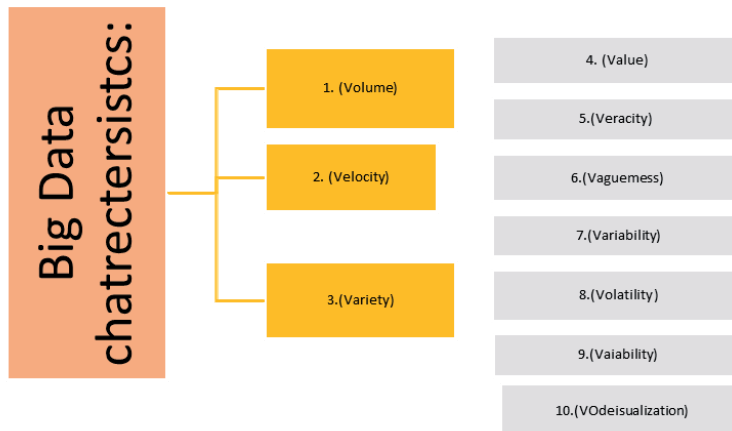 Big Data
chatrectersistcs:
1. (Volume)
2. (Velocity)
3.(Variety)
4. (Value)
5.(Veracity)
6.(Vaguemess)
7.(Variability)
8.(Volatility)
9.(Vaiability)
10.(VOdeisualization)